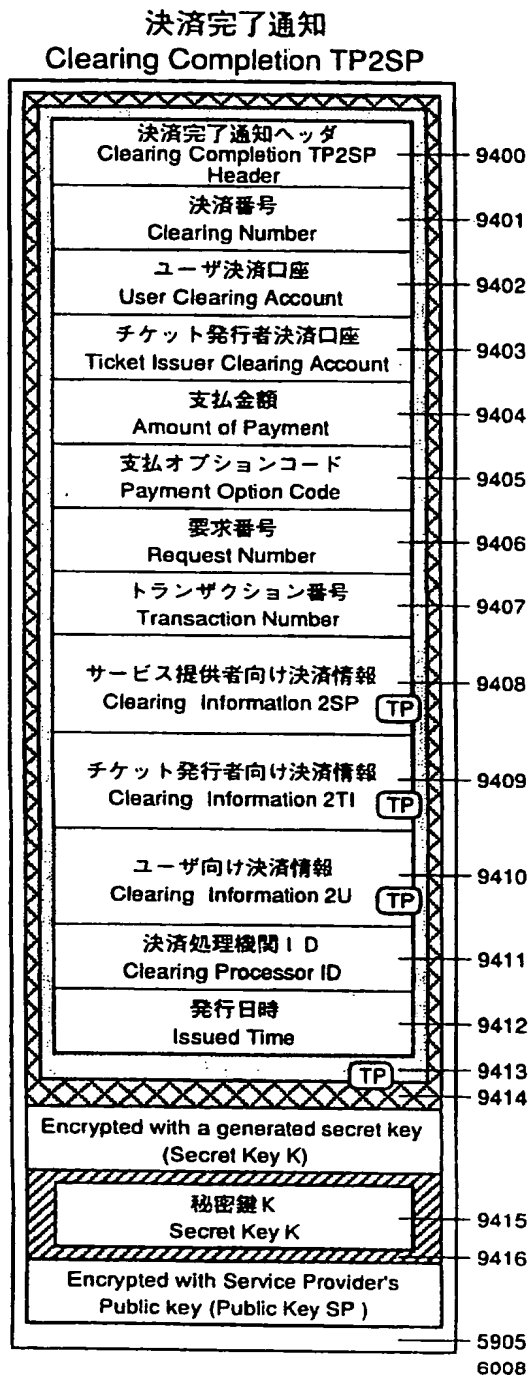 決済完了通知
Clearing Completion TP2SP
決済完了通知ヘッダ
Clearing Completion TP2SP
Header
9400
決済番号
Clearing Number
9401
ユーザ決済口座
User Clearing Account
9402
チケット発行者決済口座
Ticket Issuer Clearing Account
9403
支払金額
Amount of Payment
9404
支払オプションコード
Payment Option Code
9405
要求番号
Request Number
9406
トランザクション番号
Transaction Number
9407
サービス提供者向け決済情報
Clearing Information 2SP
TP
9408
チケット発行者向け決済情報
Clearing Information 2TI
TP
9409
ユーザ向け決済情報
Clearing Information 2U
TP
9410
決済処理機関ID
Clearing Processor ID
9411
発行日時
Issued Time
9412
TP
9413
9414
Encrypted with a generated secret key
(Secret Key K)
秘密鍵K
Secret Key K
9415
9416
Encrypted with Service Provider's
Public key (Public Key SP )
5905
6008